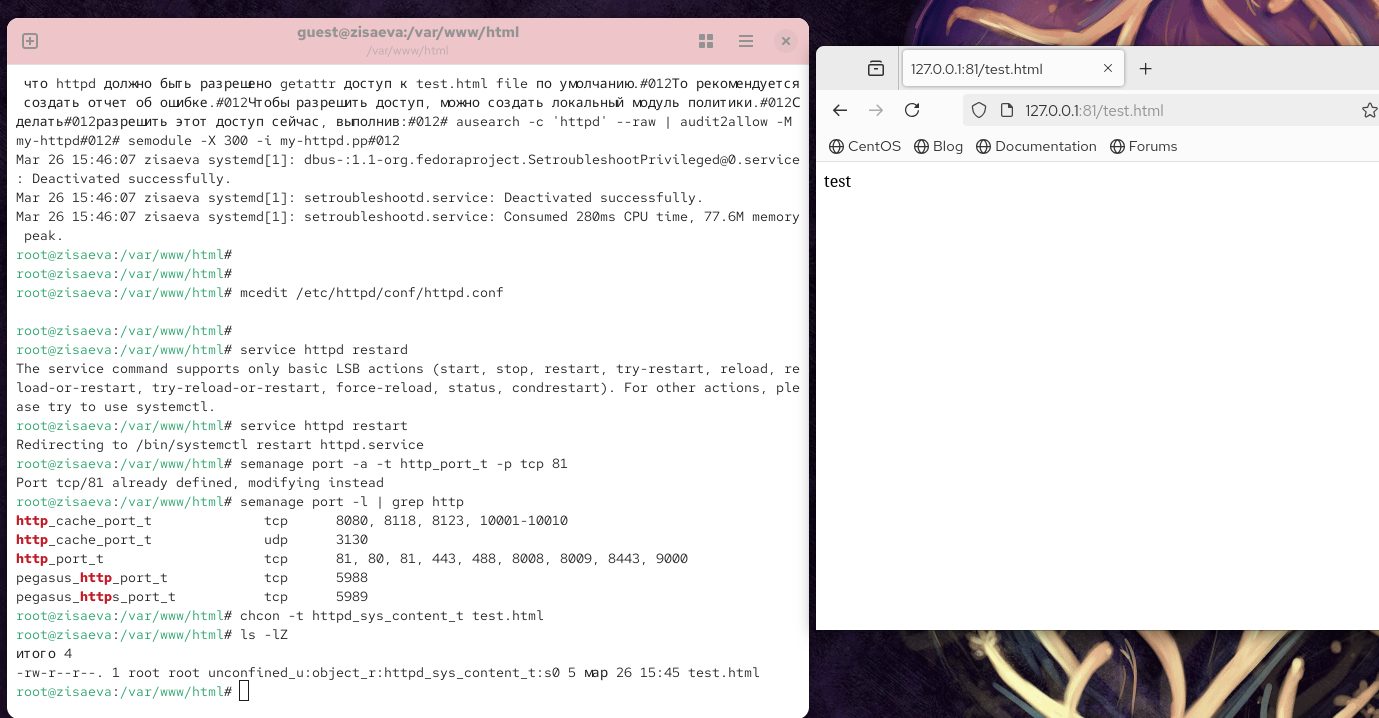 guest@zisaeva:/var/www/html
/var/www/html
что httpd должно быть разрешено getattr доступ к test.html file по умолчанию.#012То рекомендуется
создать отчет об ошибке.#012Чтобы разрешить доступ, можно создать локальный модуль политики.#012С
делать#012разрешить этот доступ сейчас, выполнив:#012# ausearch -c 'httpd' --raw | audit2allow -M
my-httpd#012# semodule -X 300 -i my-httpd.pp#012
Mar 26 15:46:07 zisaeva systemd[1]: dbus-:1.1-org.fedoraproject.SetroubleshootPrivileged@0.service
: Deactivated successfully.
Mar 26 15:46:07 zisaeva systemd[1]: setroubleshootd.service: Deactivated successfully.
Mar 26 15:46:07 zisaeva systemd[1]: setroubleshootd.service: Consumed 280ms CPU time, 77.6M memory
peak.
root@zisaeva:/var/www/html#
root@zisaeva:/var/www/html#
root@zisaeva:/var/www/html# mcedit /etc/httpd/conf/httpd.conf
root@zisaeva:/var/www/html#
root@zisaeva:/var/www/html# service httpd restard
The service command supports only basic LSB actions (start, stop, restart, try-restart, reload, re
load-or-restart, try-reload-or-restart, force-reload, status, condrestart). For other actions, ple
ase try to use systemctl.
root@zisaeva:/var/www/html# service httpd restart
Redirecting to /bin/systemctl restart httpd.service
root@zisaeva:/var/www/html# semanage port -a -t http_port_t -p tcp 81
Port tcp/81 already defined, modifying instead
root@zisaeva:/var/www/html# semanage port -l | grep http
http_cache_port_t tcp 8080, 8118, 8123, 10001-10010
http_cache_port_t udp 3130
http_port_t tcp 81, 80, 81, 443, 488, 8008, 8009, 8443, 9000
pegasus_http_port_t tcp 5988
pegasus_https_port_t tcp 5989
root@zisaeva:/var/www/html# chcon -t httpd_sys_content_t test.html
root@zisaeva:/var/www/html# ls -lZ
итого 4
-rw-r--r--. 1 root root unconfined_u:object_r:httpd_sys_content_t:s0 5 мар 26 15:45 test.html
root@zisaeva:/var/www/html#
127.0.0.1:81/test.html
127.0.0.1:81/test.html
CentOS Blog Documentation Forums
test